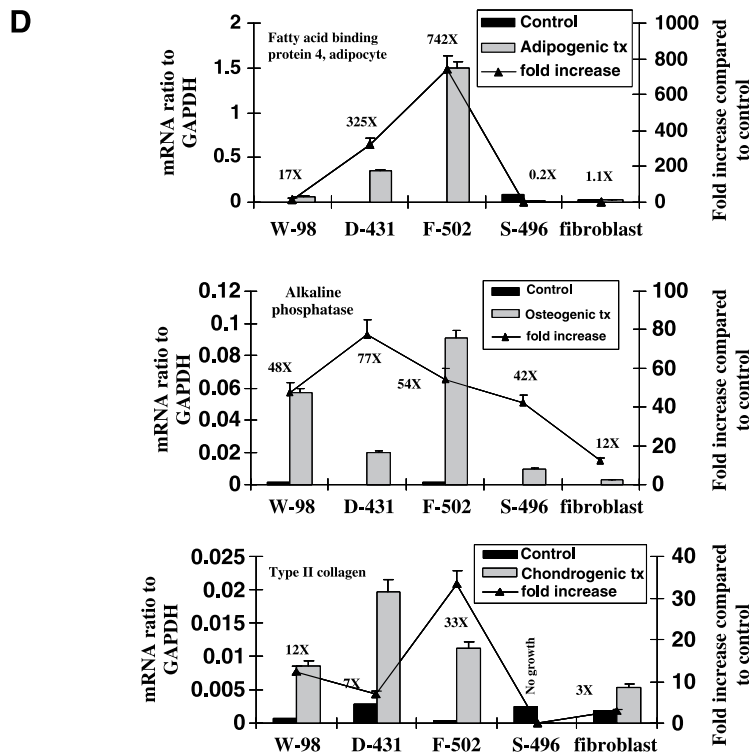 D
Fatty acid binding
protein 4, adipocyte
742X
Control
Adipogenic tx
fold increase
mRNA ratio to
GAPDH
2
1.5
1
0.5
0
325X
17X
0.2X
1.1X
1000
800
600
400
200
0
Fold increase compared
to control
W-98 D-431 F-502 S-496 fibroblast
Alkaline
phosphatase
Control
Osteogenic tx
fold increase
mRNA ratio to
GAPDH
0.12
0.1
0.08
0.06
0.04
0.02
0
48X
77X
54X
42X
12X
100
80
60
40
20
0
Fold increase compared
to control
W-98 D-431 F-502 S-496 fibroblast
Type II collagen
Control
Chondrogenic tx
fold increase
mRNA ratio to
GAPDH
0.025
0.02
0.015
0.01
0.005
0
12X
7X
33X
No growth
3X
40
30
20
10
0
Fold increase compared
to control
W-98 D-431 F-502 S-496 fibroblast